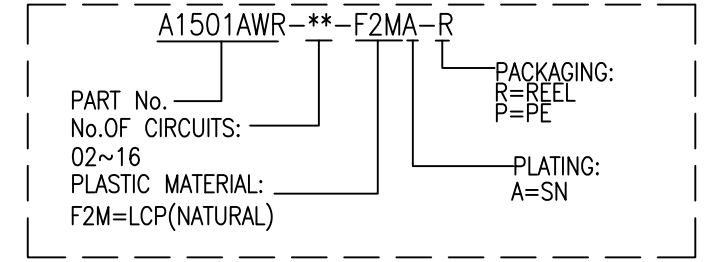 A1501AWR-**-F2MA-R
PART No.
No.OF CIRCUITS:
02~16
PLASTIC MATERIAL:
F2M=LCP(NATURAL)
PACKAGING:
R=REEL
P=PE
PLATING:
A=SN